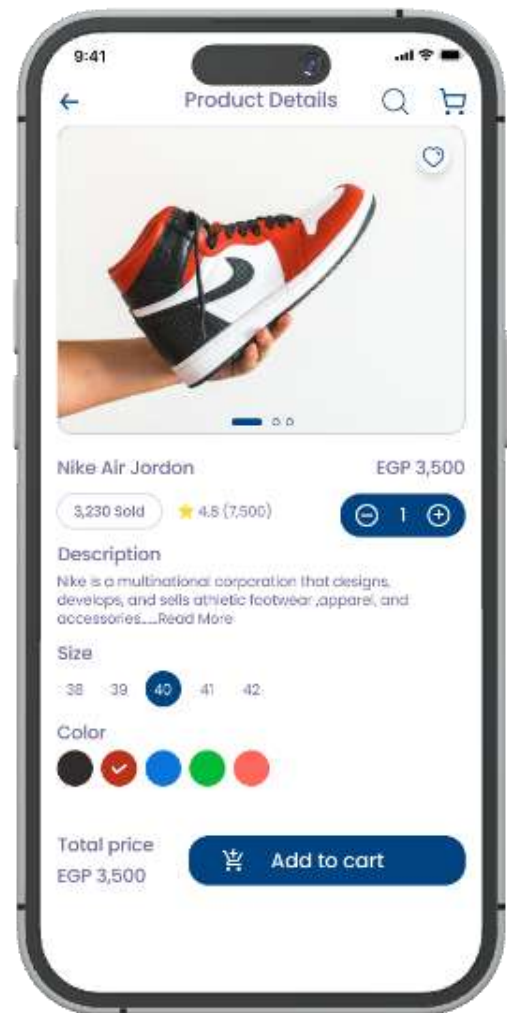 9:41
Product Details
Nike Air Jordon
EGP 3,500
3,230 Sold
4.8 (7,500)
1
Description
Nike is a multinational corporation that designs,
develops, and sells athletic footwear ,apparel, and
accessories......Read More
Size
38 39 40 41 42
Color
Total price
EGP 3,500
Add to cart